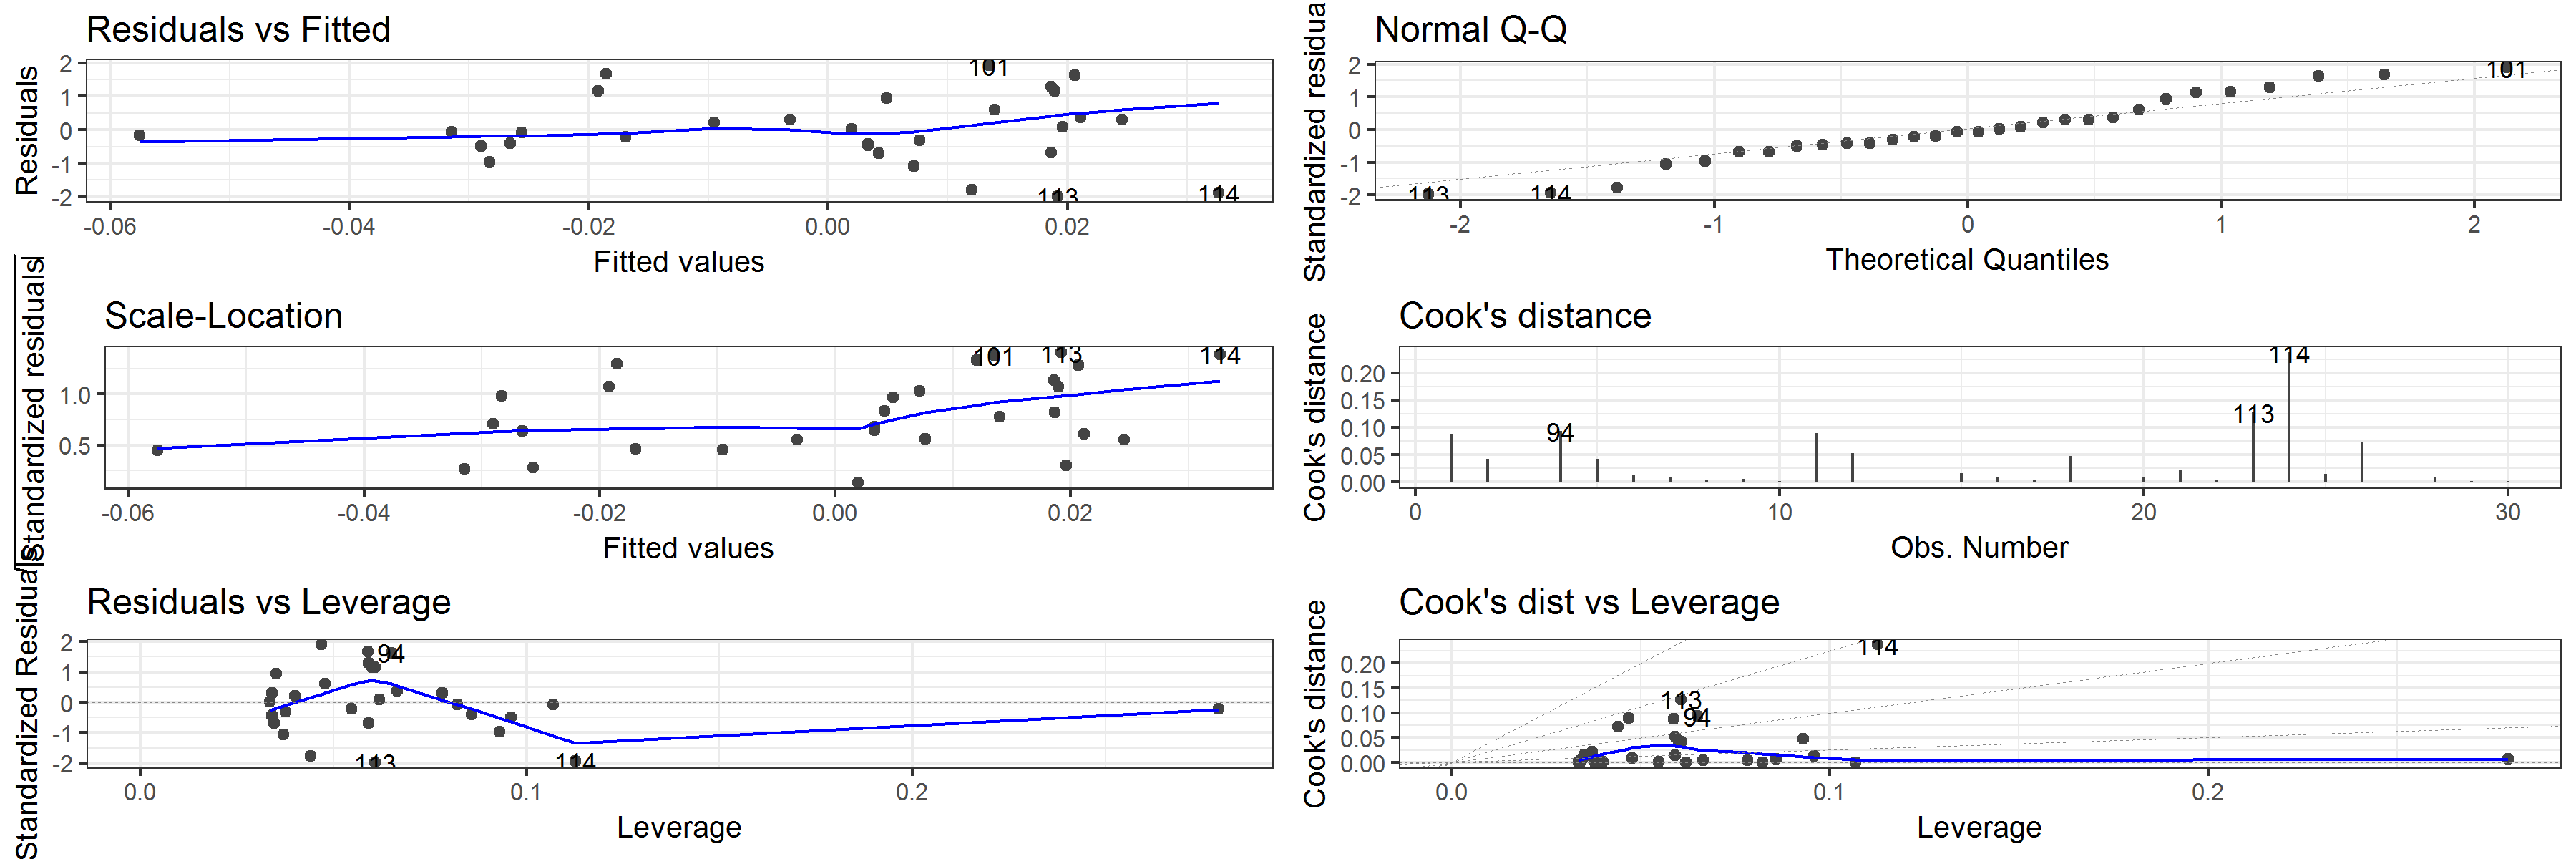 Residuals vs Fitted
Residuals
2
1
0
-1
-2
101
113
114
-0.06 -0.04 -0.02 0.00 0.02
Fitted values
Normal Q-Q
Standardized residua
2
1
0
-1
-2
101
113
114
-2 -1 0 1 2
Theoretical Quantiles
Scale-Location
√|Standardized residuals|
1.0
0.5
101
113
114
-0.06 -0.04 -0.02 0.00 0.02
Fitted values
Cook's distance
Cook's distance
0.20
0.15
0.10
0.05
0.00
114
113
94
0 10 20 30
Obs. Number
Residuals vs Leverage
Standardized Residuals
2
1
0
-1
-2
94
113
114
0.0 0.1 0.2
Leverage
Cook's dist vs Leverage
Cook's distance
0.20
0.15
0.10
0.05
0.00
114
113
94
0.0 0.1 0.2
Leverage